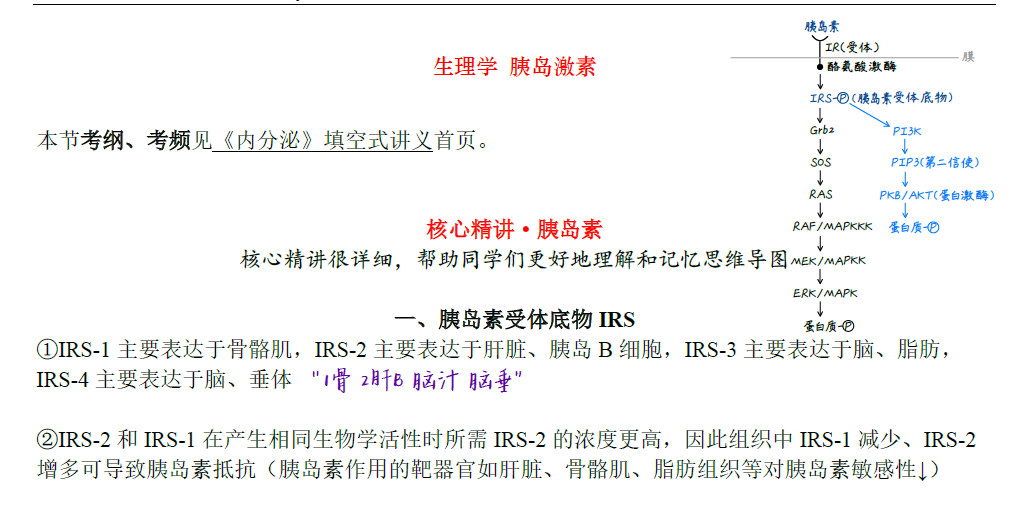 生理学 胰岛激素
本节考纲、考频见《内分泌》填空式讲义首页。
核心精讲·胰岛素
核心精讲很详细，帮助同学们更好地理解和记忆思维导图
胰岛素
IR(受体)
膜
酪氨酸激酶
IRS-Ⓟ(胰岛素受体底物)
Grb2
SOS
RAS
RAF/MAPKKK
MEK/MAPKK
ERK/MAPK
蛋白质-Ⓟ
PI3K
PIP3(第二信使)
PKB/AKT(蛋白激酶)
蛋白质-Ⓟ
一、胰岛素受体底物 IRS
①IRS-1 主要表达于骨骼肌，IRS-2 主要表达于肝脏、胰岛 B 细胞，IRS-3 主要表达于脑、脂肪，
IRS-4 主要表达于脑、垂体 "1骨 2肝B 脑汁 脑垂"
②IRS-2 和 IRS-1 在产生相同生物学活性时所需 IRS-2 的浓度更高，因此组织中 IRS-1 减少、IRS-2
增多可导致胰岛素抵抗（胰岛素作用的靶器官如肝脏、骨骼肌、脂肪组织等对胰岛素敏感性↓）